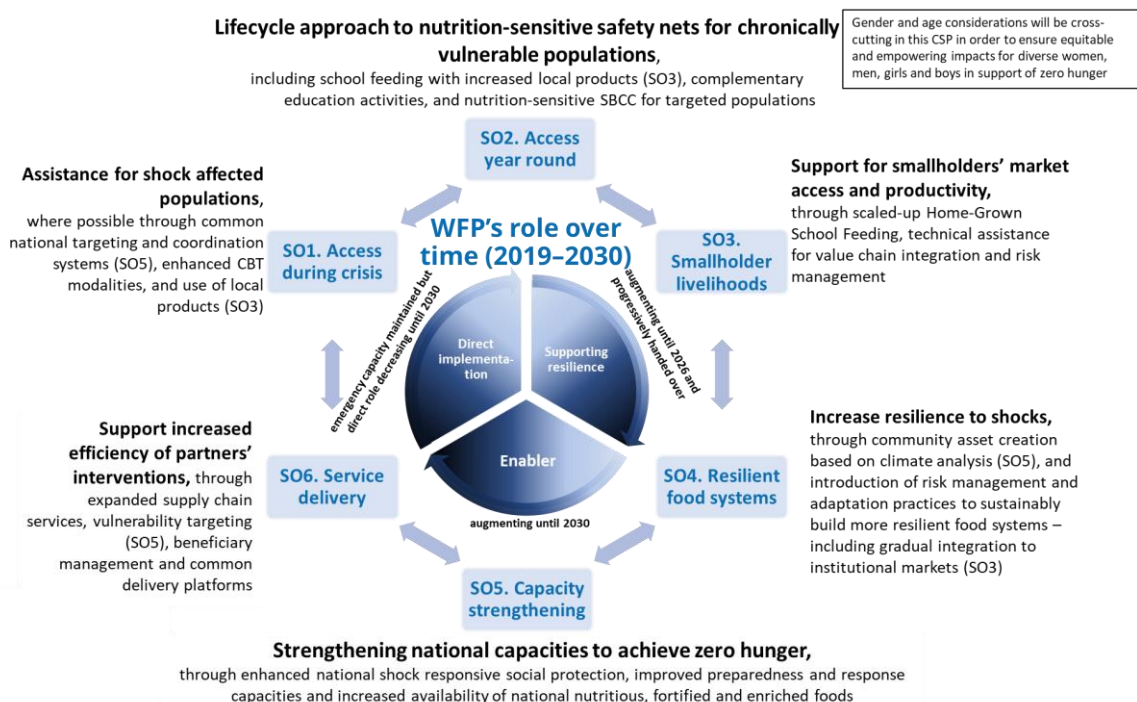 Lifecycle approach to nutrition-sensitive safety nets for chronically
vulnerable populations,
including school feeding with increased local products (SO3), complementary
education activities, and nutrition-sensitive SBCC for targeted populations
Gender and age considerations will be cross-
cutting in this CSP in order to ensure equitable
and empowering impacts for diverse women,
men, girls and boys in support of zero hunger
SO2. Access
year round
Assistance for shock affected
populations,
where possible through common
national targeting and coordination
systems (SO5), enhanced CBT
modalities, and use of local
products (SO3)
SO1. Access
during crisis
WFP's role over
time (2019–2030)
SO3.
Smallholder
livelihoods
Support for smallholders' market
access and productivity,
through scaled-up Home-Grown
School Feeding, technical assistance
for value chain integration and risk
management
emergency capacity maintained but
direct role decreasing until 2030
Direct
implementa-
tion
Supporting
resilience
augmenting until 2026 and
progressively handed over
Enabler
augmenting until 2030
Support increased
efficiency of partners'
interventions, through
expanded supply chain
services, vulnerability targeting
(SO5), beneficiary
management and common
delivery platforms
SO6. Service
delivery
SO4. Resilient
food systems
Increase resilience to shocks,
through community asset creation
based on climate analysis (SO5), and
introduction of risk management and
adaptation practices to sustainably
build more resilient food systems –
including gradual integration to
institutional markets (SO3)
SO5. Capacity
strengthening
Strengthening national capacities to achieve zero hunger,
through enhanced national shock responsive social protection, improved preparedness and response
capacities and increased availability of national nutritious, fortified and enriched foods